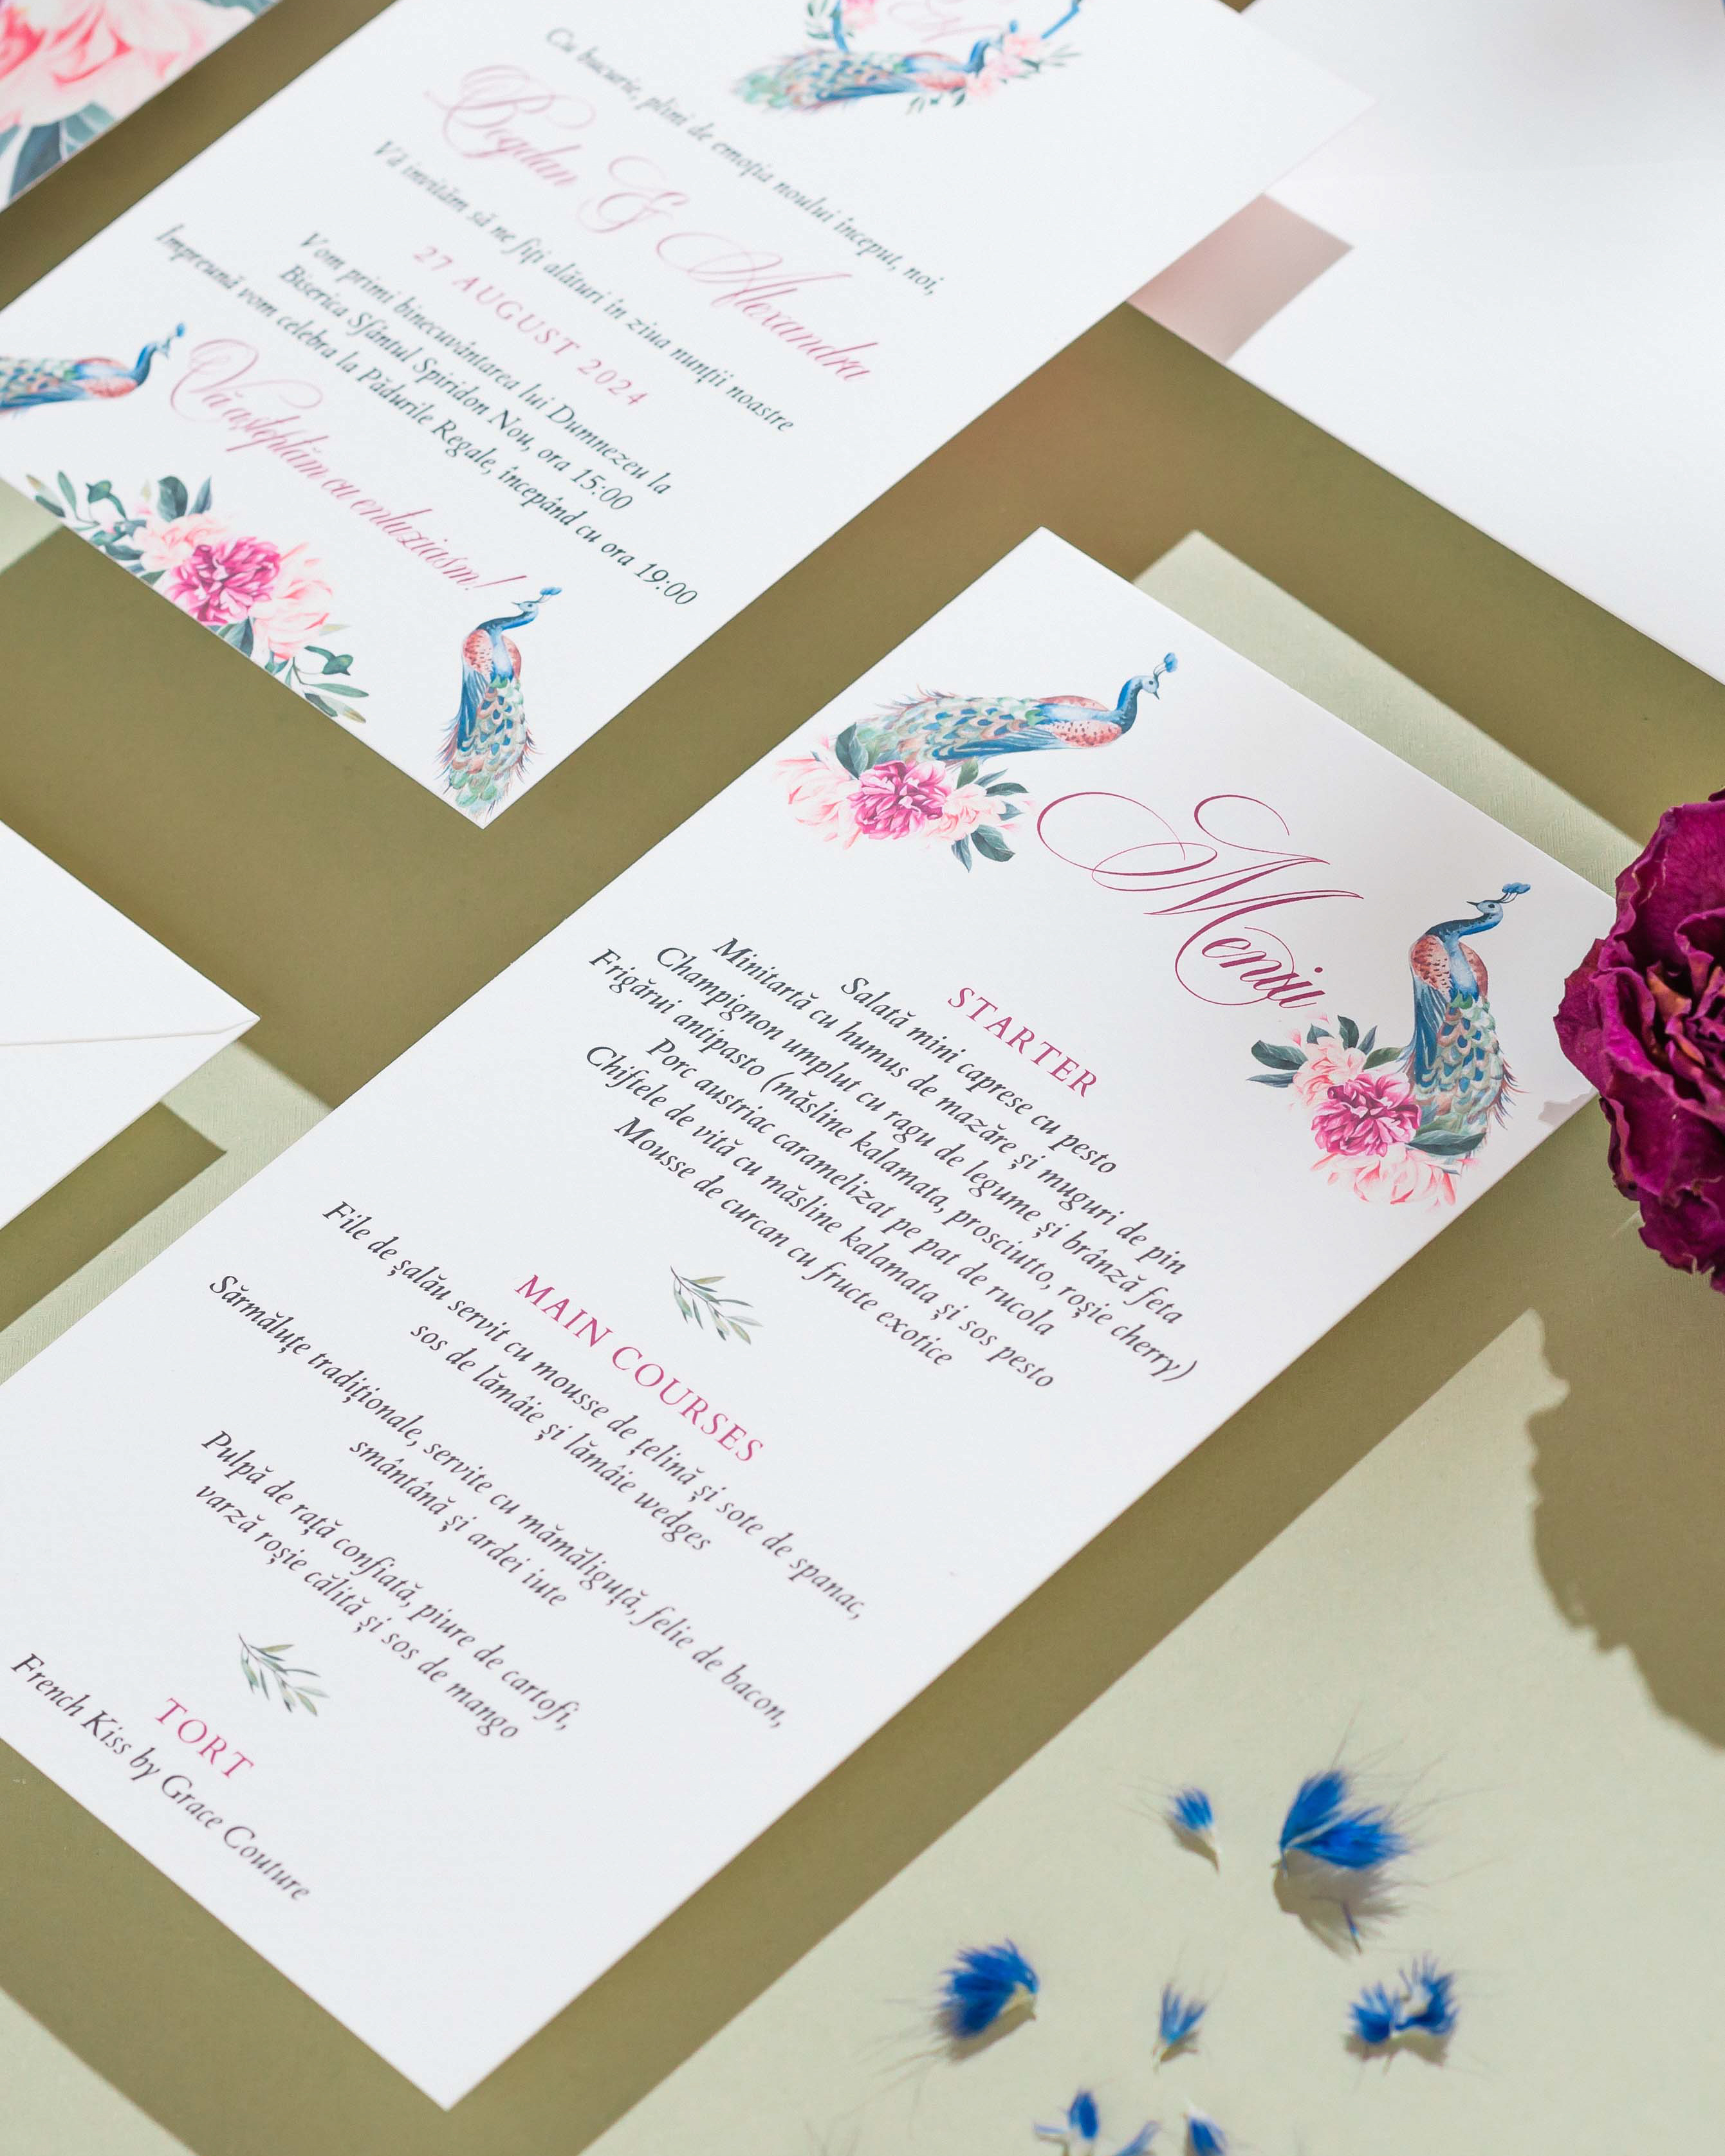 Cu bucurie, plini de emoția noului început, noi,
Bogdan & Alexandra
Vă invităm să ne fiți alături în ziua nunții noastre
27 AUGUST 2024
Vom primi binecuvântarea lui Dumnezeu la
Biserica Sfântul Spiridon Nou, ora 15:00
Împreună vom celebra la Pădurile Regale, începând cu ora 19:00
Vă așteptăm cu entuziasm!
Meniu
STARTER
Salată mini caprese cu pesto
Minitartă cu humus de mazăre și muguri de pin
Champignon umplut cu ragu de legume și brânză feta
Frigărui antipasto (măsline kalamata, prosciutto, roșie cherry)
Porc austriac caramelizat pe pat de rucola
Chiftele de vită cu măsline kalamata și sos pesto
Mousse de curcan cu fructe exotice
MAIN COURSES
File de șalău servit cu mousse de țelină și sote de spanac,
sos de lămâie și lămâie wedges
Sărmăluțe tradiționale, servite cu mămăliguță, felie de bacon,
smântână și ardei iute
Pulpă de rață confiată, piure de cartofi,
varză roșie călită și sos de mango
TORT
French Kiss by Grace Couture